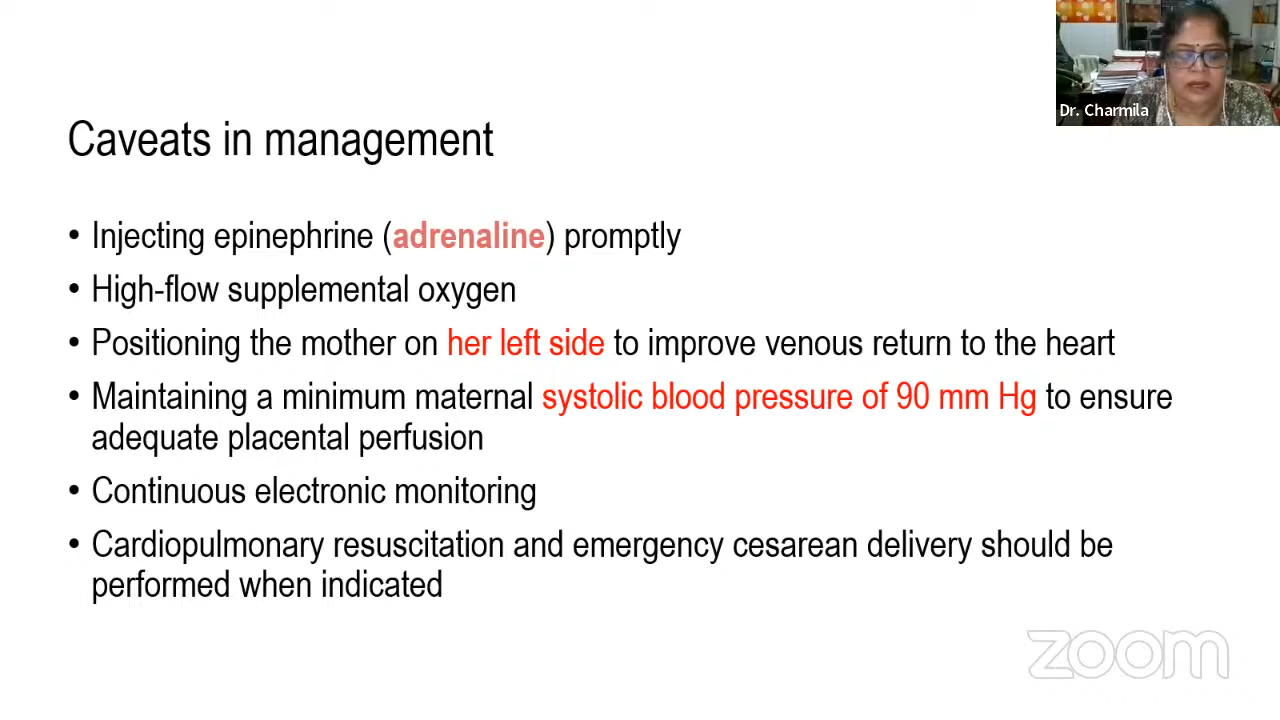 Dr. Charmila
Caveats in management
• Injecting epinephrine (adrenaline) promptly
• High-flow supplemental oxygen
• Positioning the mother on her left side to improve venous return to the heart
• Maintaining a minimum maternal systolic blood pressure of 90 mm Hg to ensure
adequate placental perfusion
• Continuous electronic monitoring
• Cardiopulmonary resuscitation and emergency cesarean delivery should be
performed when indicated
zoom